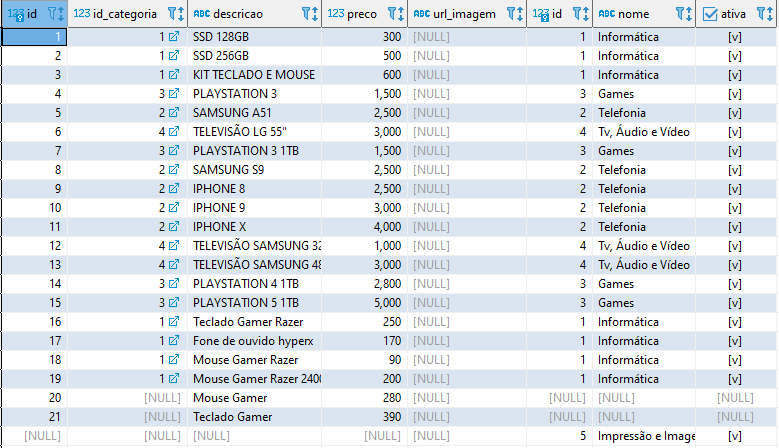 123 id 123 id_categoria ABC descricao 123 preco ABC url_imagem 123 id ABC nome ativa
1 1 SSD 128GB 300 [NULL] 1 Informática [v]
2 1 SSD 256GB 500 [NULL] 1 Informática [v]
3 1 KIT TECLADO E MOUSE 600 [NULL] 1 Informática [v]
4 3 PLAYSTATION 3 1,500 [NULL] 3 Games [v]
5 2 SAMSUNG A51 2,500 [NULL] 2 Telefonia [v]
6 4 TELEVISÃO LG 55" 3,000 [NULL] 4 Tv, Áudio e Vídeo [v]
7 3 PLAYSTATION 3 1TB 1,500 [NULL] 3 Games [v]
8 2 SAMSUNG S9 2,500 [NULL] 2 Telefonia [v]
9 2 IPHONE 8 2,500 [NULL] 2 Telefonia [v]
10 2 IPHONE 9 3,000 [NULL] 2 Telefonia [v]
11 2 IPHONE X 4,000 [NULL] 2 Telefonia [v]
12 4 TELEVISÃO SAMSUNG 32 1,000 [NULL] 4 Tv, Áudio e Vídeo [v]
13 4 TELEVISÃO SAMSUNG 48 3,000 [NULL] 4 Tv, Áudio e Vídeo [v]
14 3 PLAYSTATION 4 1TB 2,800 [NULL] 3 Games [v]
15 3 PLAYSTATION 5 1TB 5,000 [NULL] 3 Games [v]
16 1 Teclado Gamer Razer 250 [NULL] 1 Informática [v]
17 1 Fone de ouvido hyperx 170 [NULL] 1 Informática [v]
18 1 Mouse Gamer Razer 90 [NULL] 1 Informática [v]
19 1 Mouse Gamer Razer 2400 200 [NULL] 1 Informática [v]
20 [NULL] Mouse Gamer 280 [NULL] [NULL] [NULL] [NULL]
21 [NULL] Teclado Gamer 390 [NULL] [NULL] [NULL] [NULL]
[NULL] [NULL] [NULL] [NULL] [NULL] 5 Impressão e Image [v]